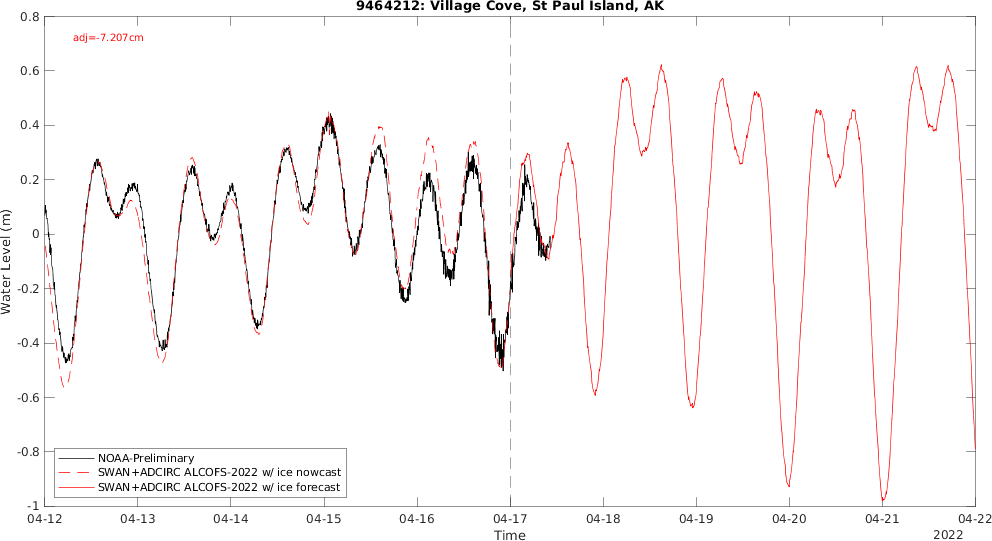 9464212: Village Cove, St Paul Island, AK
adj=-7.207cm
Water Level (m)
0.8
0.6
0.4
0.2
0
-0.2
-0.4
-0.6
-0.8
-1
NOAA-Preliminary
SWAN+ADCIRC ALCOFS-2022 w/ ice nowcast
SWAN+ADCIRC ALCOFS-2022 w/ ice forecast
04-12 04-13 04-14 04-15 04-16 04-17 04-18 04-19 04-20 04-21 04-22
Time
2022